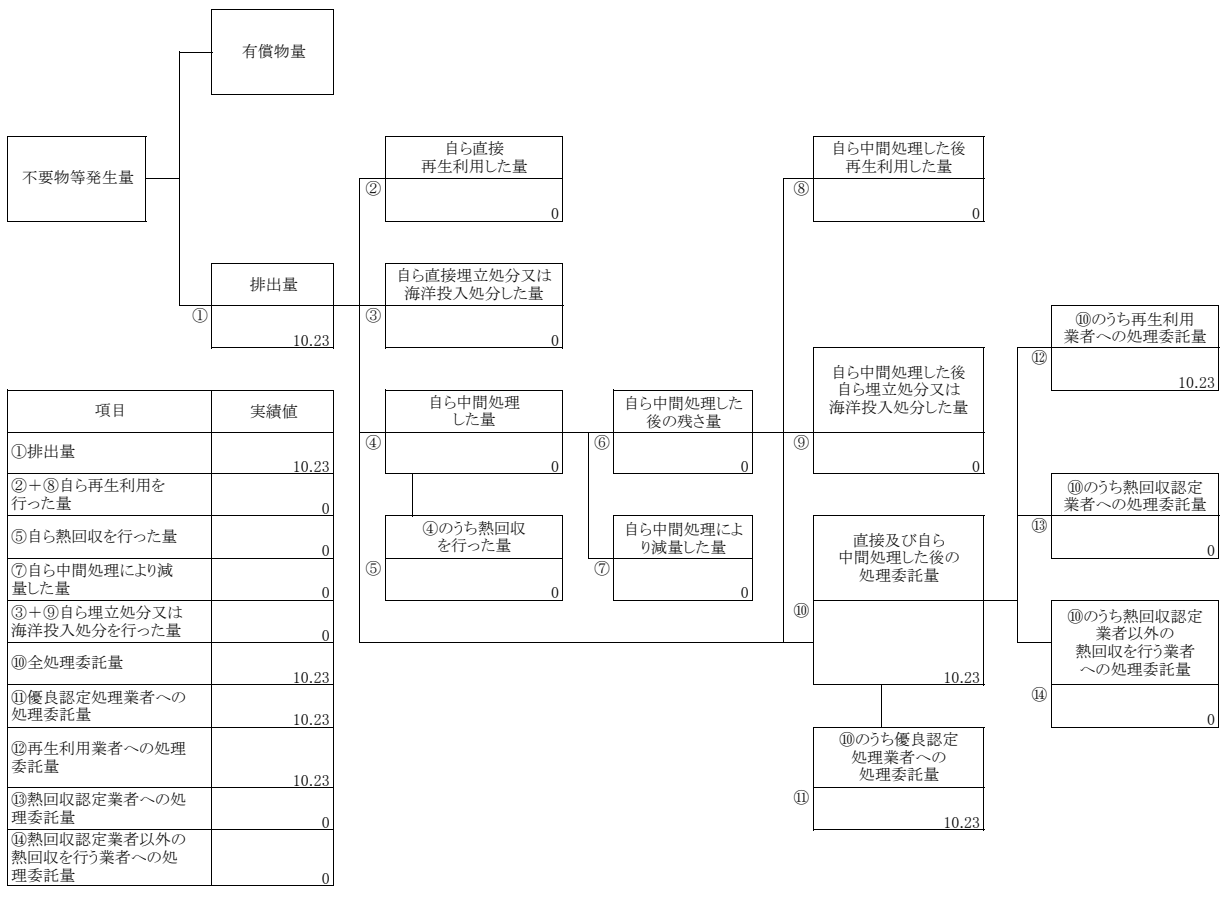 有償物量
不要物等発生量
排出量
①
10.23
自ら直接
再生利用した量
②
0
自ら直接埋立処分又は
海洋投入処分した量
③
0
自ら中間処理
した量
④
0
④のうち熱回収
を行った量
⑤
0
自ら中間処理した
後の残さ量
⑥
0
自ら中間処理によ
り減量した量
⑦
0
自ら中間処理した後
再生利用した量
⑧
0
自ら中間処理した後
自ら埋立処分又は
海洋投入処分した量
⑨
0
直接及び自ら
中間処理した後の
処理委託量
⑩
10.23
⑩のうち優良認定
処理業者への
処理委託量
⑪
10.23
⑩のうち再生利用
業者への処理委託量
⑫
10.23
⑩のうち熱回収認定
業者への処理委託量
⑬
0
⑩のうち熱回収認定
業者以外の
熱回収を行う業者
への処理委託量
⑭
0
項目 実績値
①排出量
10.23
②+⑧自ら再生利用を
行った量
0
⑤自ら熱回収を行った量
0
⑦自ら中間処理により減
量した量
0
③+⑨自ら埋立処分又は
海洋投入処分を行った量
0
⑩全処理委託量
10.23
⑪優良認定処理業者への
処理委託量
10.23
⑫再生利用業者への処理
委託量
10.23
⑬熱回収認定業者への処
理委託量
0
⑭熱回収認定業者以外の
熱回収を行う業者への処
理委託量
0